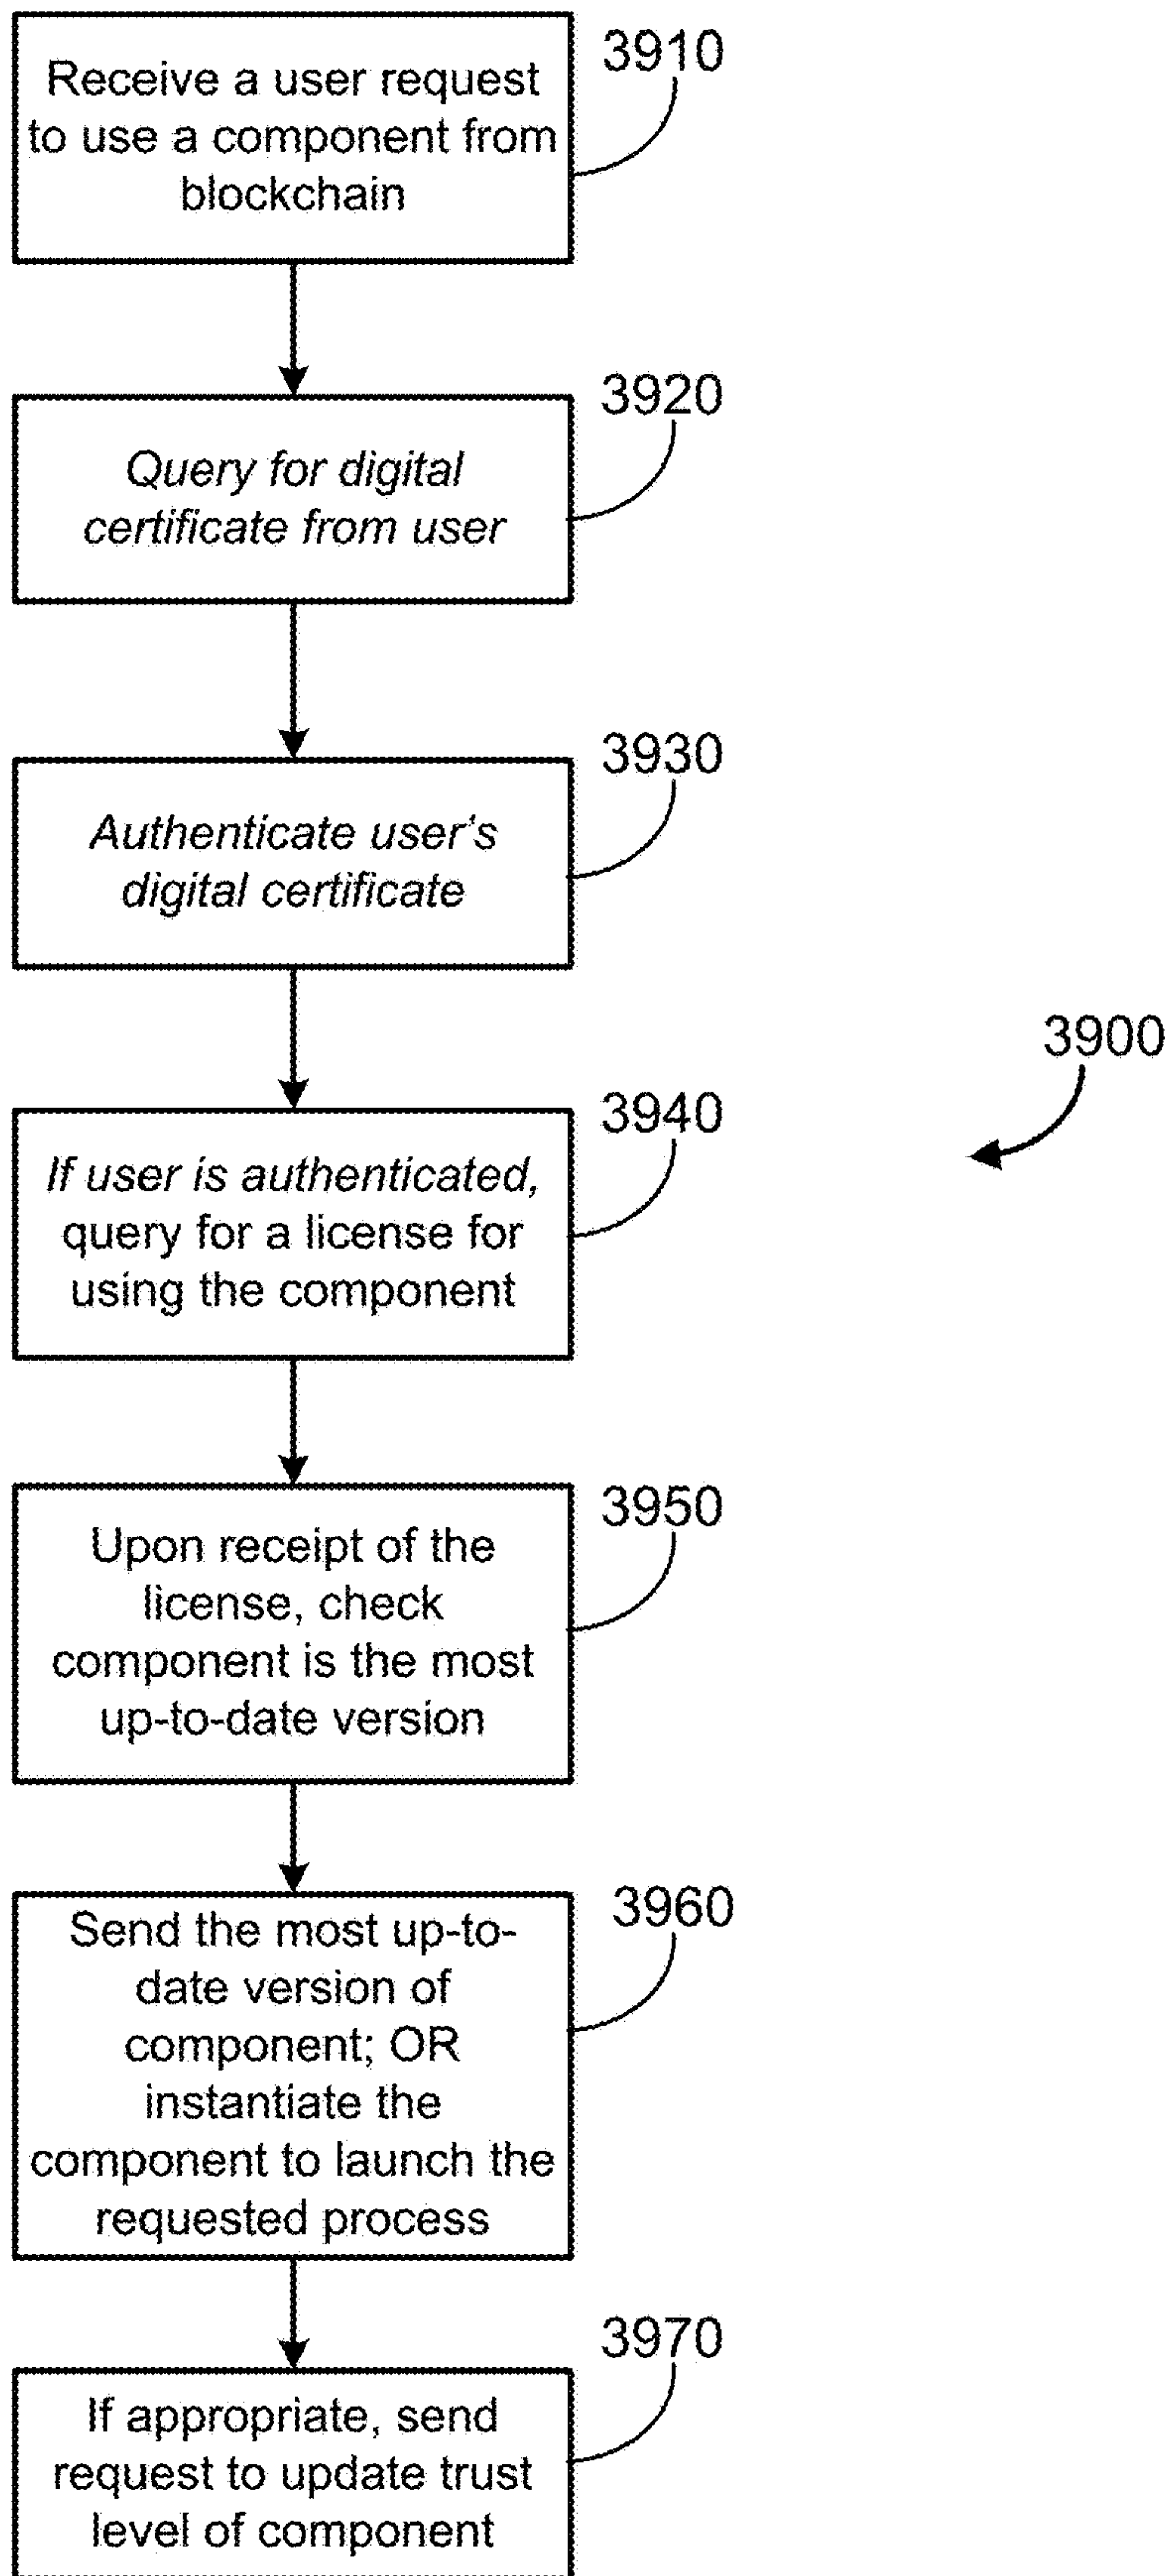 3910
Receive a user request
to use a component from
blockchain
3920
Query for digital
certificate from user
3930
Authenticate user's
digital certificate
3900
3940
If user is authenticated,
query for a license for
using the component
3950
Upon receipt of the
license, check
component is the most
up-to-date version
3960
Send the most up-to-
date version of
component; OR
instantiate the
component to launch the
requested process
3970
If appropriate, send
request to update trust
level of component